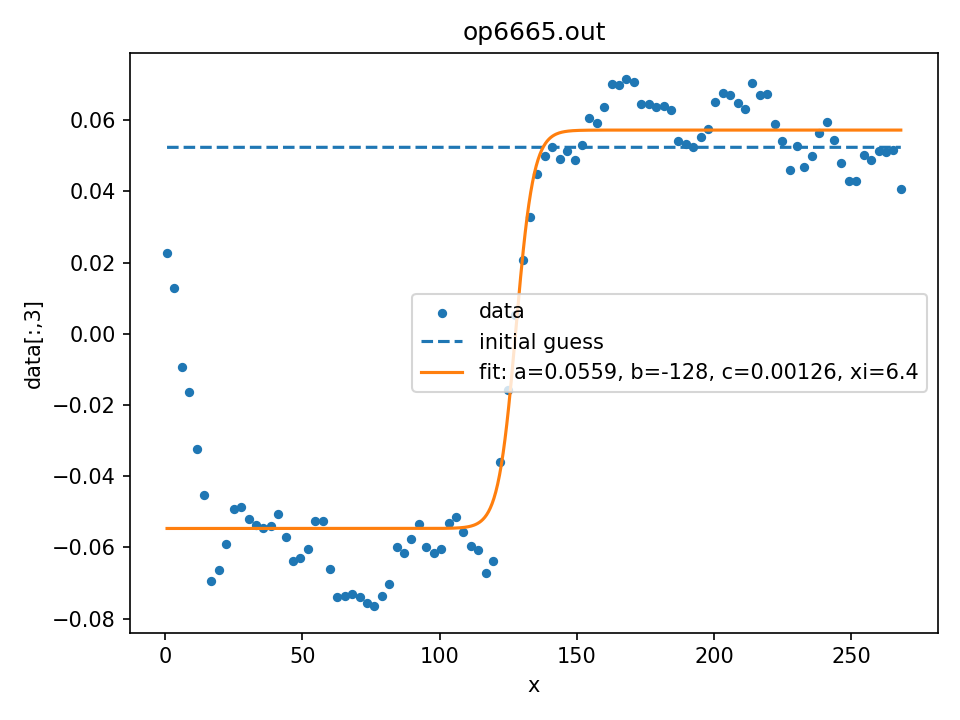 op6665.out
data[:,3]
0.06
0.04
0.02
0.00
−0.02
−0.04
−0.06
−0.08
data
initial guess
fit: a=0.0559, b=-128, c=0.00126, xi=6.4
0 50 100 150 200 250
x